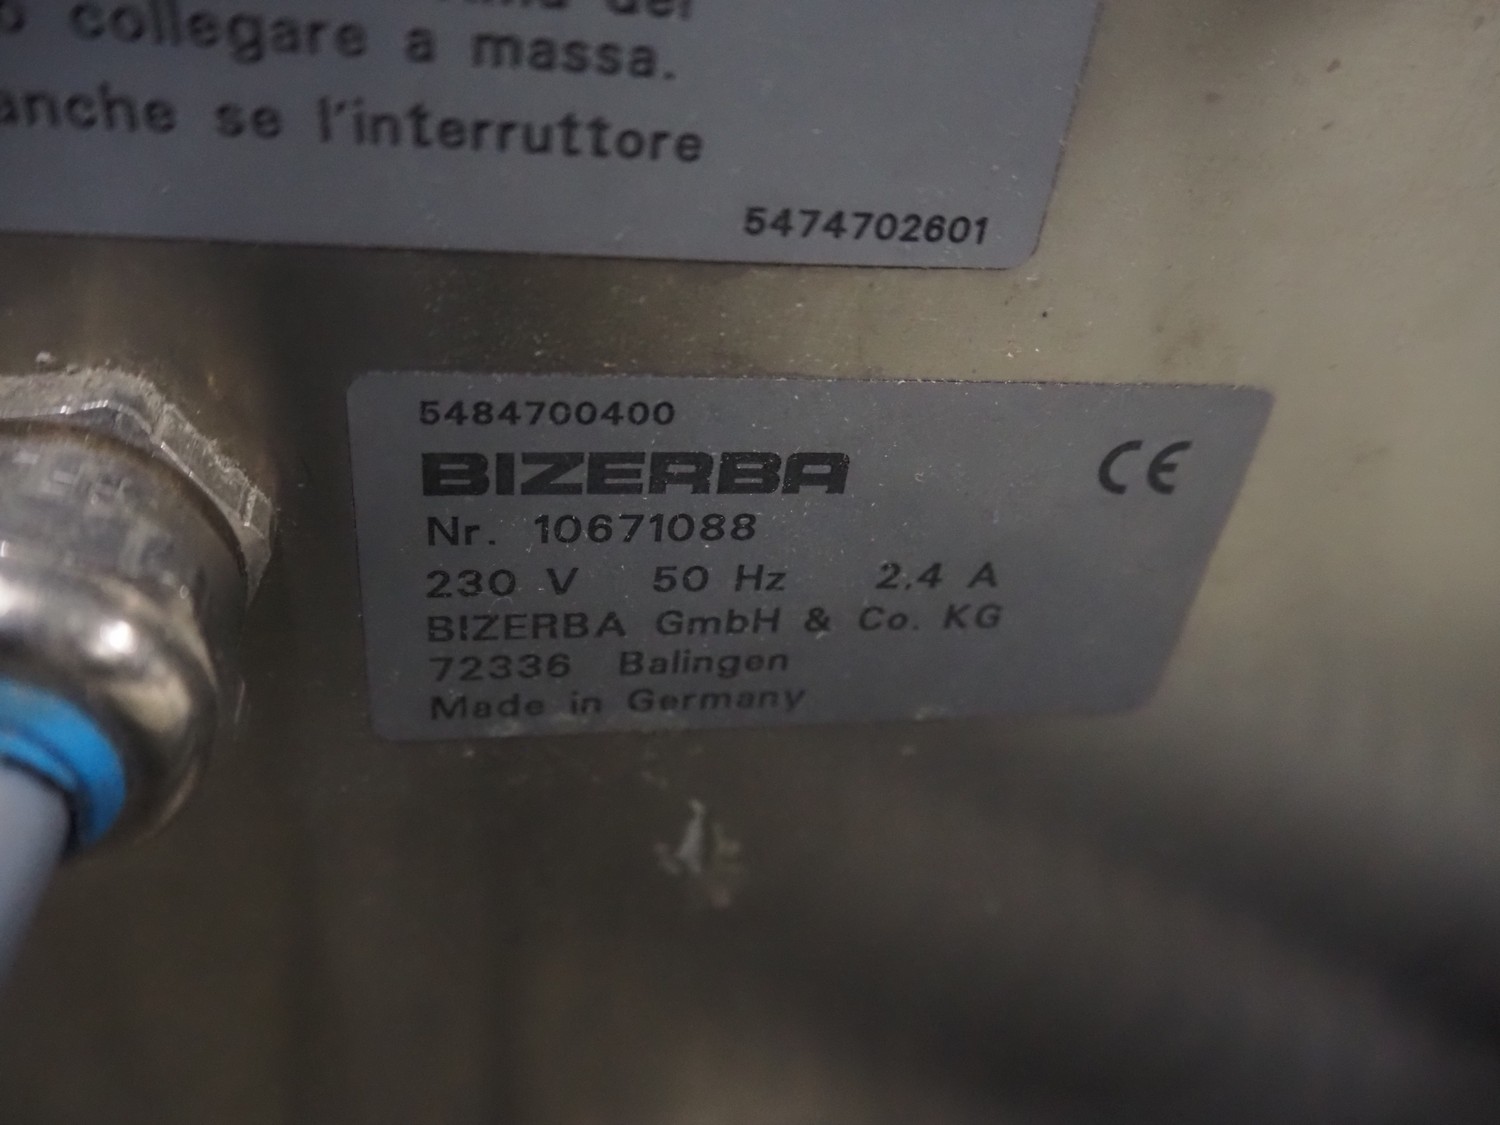 collegare a massa.
anche se l'interruttore
5474702601
5484700400
BIZERBA
CE
Nr. 10671088
230 V 50 Hz 2.4 A
BIZERBA GmbH & Co. KG
72336 Balingen
Made in Germany